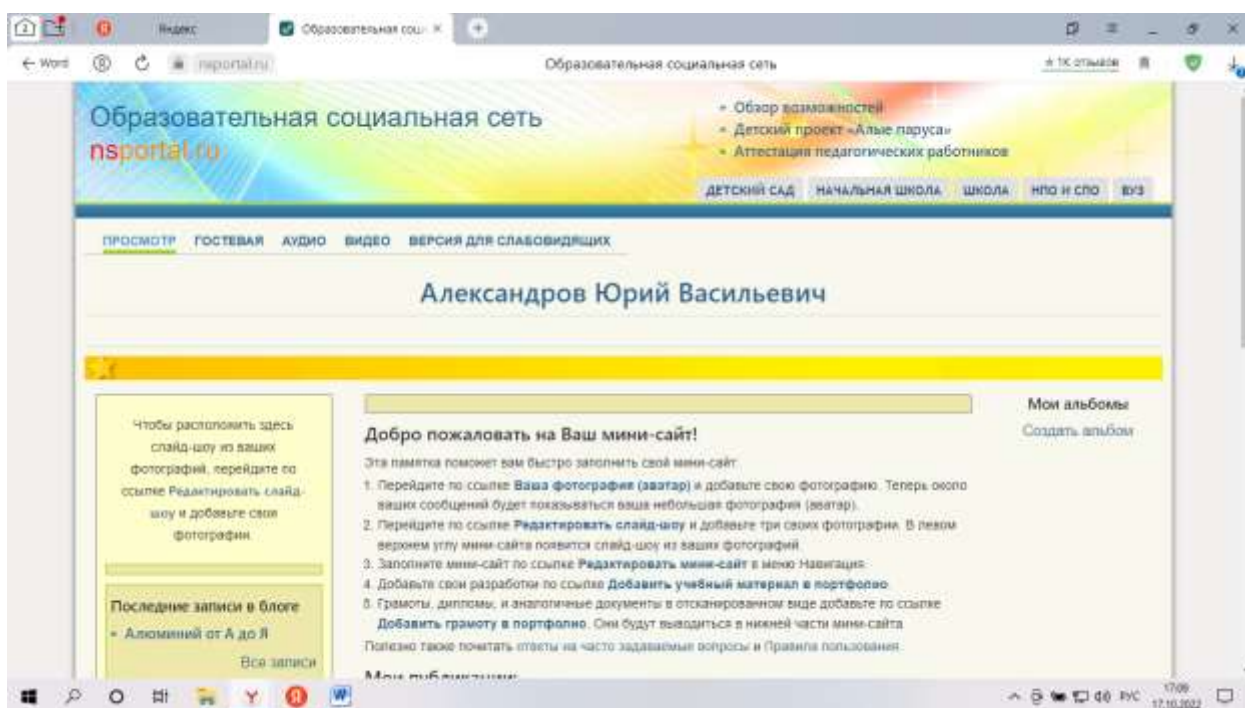 Яндекс
Образовательная соц
← Word
nsportal.ru
Образовательная социальная сеть
1К отзывов
Образовательная социальная сеть
nsportal.ru
Обзор возможностей
Детский проект «Алые паруса»
Аттестация педагогических работников
ДЕТСКИЙ САД НАЧАЛЬНАЯ ШКОЛА ШКОЛА НПО И СПО ВУЗ
ПРОСМОТР ГОСТЕВАЯ АУДИО ВИДЕО ВЕРСИЯ ДЛЯ СЛАБОВИДЯЩИХ
Александров Юрий Васильевич
Чтобы расположить здесь
слайд-шоу из ваших
фотографий, перейдите по
ссылке Редактировать слайд-
шоу и добавьте свои
фотографии.
Последние записи в блоге
Алюминий от А до Я
Все записи
Добро пожаловать на Ваш мини-сайт!
Эта памятка поможет вам быстро заполнить свой мини-сайт.
1. Перейдите по ссылке Ваша фотография (аватар) и добавьте свою фотографию. Теперь около
ваших сообщений будет показываться ваша небольшая фотография (аватар).
2. Перейдите по ссылке Редактировать слайд-шоу и добавьте три своих фотографии. В левом
верхнем углу мини-сайта появится слайд-шоу из ваших фотографий.
3. Заполните мини-сайт по ссылке Редактировать мини-сайт в меню Навигация.
4. Добавьте свои разработки по ссылке Добавить учебный материал в портфолио.
5. Грамоты, дипломы, и аналогичные документы в отсканированном виде добавьте по ссылке
Добавить грамоту в портфолио. Они будут выводиться в нижней части мини-сайта.
Полезно также почитать ответы на часто задаваемые вопросы и Правила пользования.
Мои публикации:
Мои альбомы
Создать альбом
РУС
17:09
17.10.2022